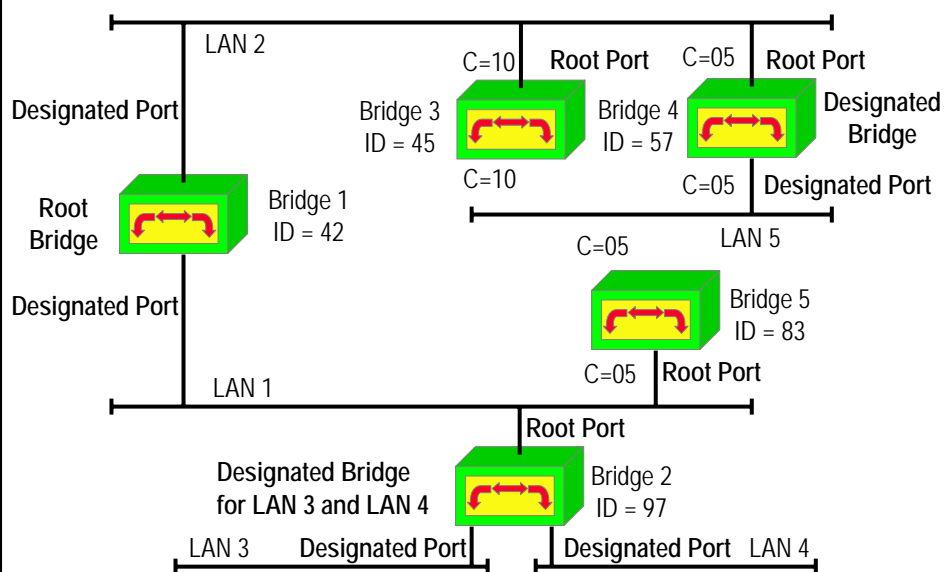 LAN 2
C=10
Root Port
C=05
Root Port
Designated Port
Bridge 3
ID = 45
Bridge 4
ID = 57
Designated
Bridge
C=10
C=05
Designated Port
Root
Bridge
Bridge 1
ID = 42
LAN 5
C=05
Designated Port
Bridge 5
ID = 83
C=05
Root Port
LAN 1
Root Port
Designated Bridge
for LAN 3 and LAN 4
Bridge 2
ID = 97
LAN 3
Designated Port
Designated Port
LAN 4